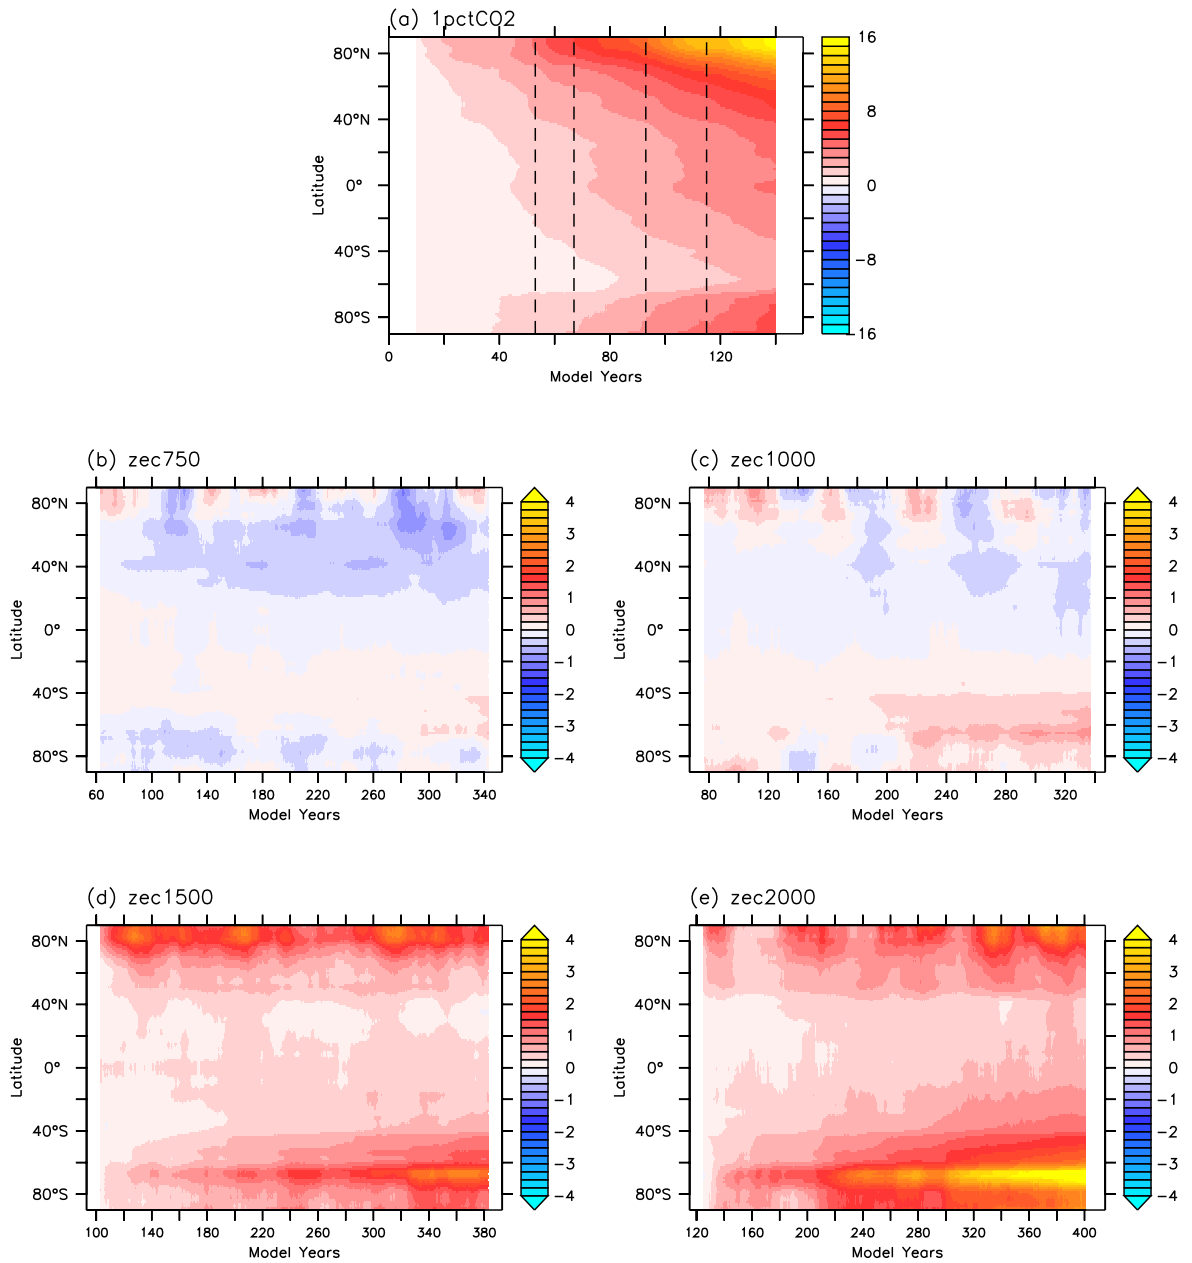 (a) 1pctCO2
80°N
40°N
0°
40°S
80°S
Latitude
0 40 80 120
Model Years
16
8
0
-8
-16
(b) zec750
80°N
40°N
0°
40°S
80°S
Latitude
60 100 140 180 220 260 300 340
Model Years
4
3
2
1
0
-1
-2
-3
-4
(c) zec1000
80°N
40°N
0°
40°S
80°S
Latitude
80 120 160 200 240 280 320
Model Years
4
3
2
1
0
-1
-2
-3
-4
(d) zec1500
80°N
40°N
0°
40°S
80°S
Latitude
100 140 180 220 260 300 340 380
Model Years
4
3
2
1
0
-1
-2
-3
-4
(e) zec2000
80°N
40°N
0°
40°S
80°S
Latitude
120 160 200 240 280 320 360 400
Model Years
4
3
2
1
0
-1
-2
-3
-4